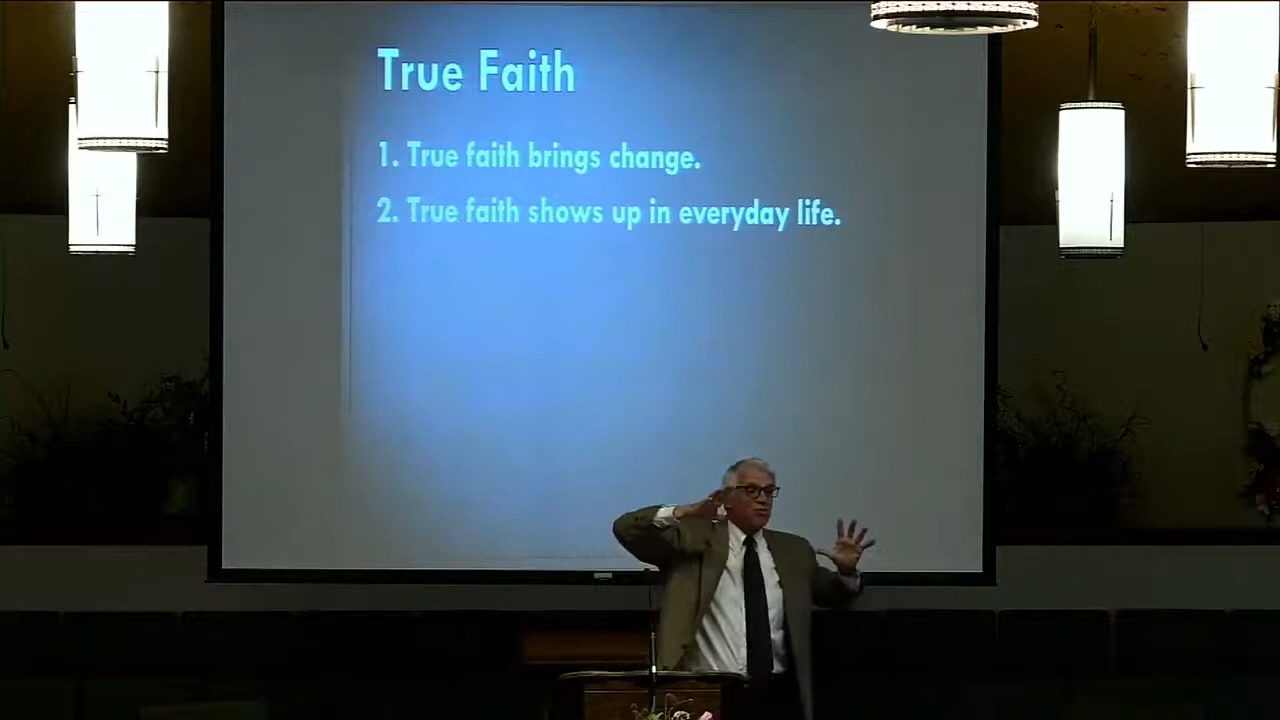 True Faith
1. True faith brings change.
2. True faith shows up in everyday life.